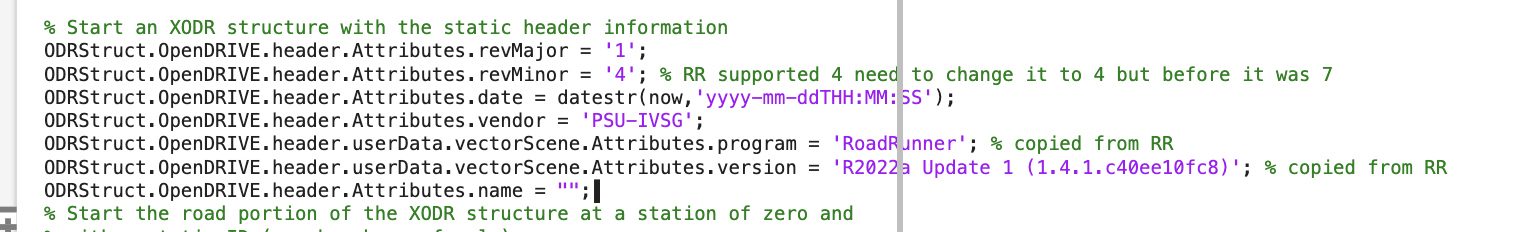 % Start an XODR structure with the static header information
ODRStruct.OpenDRIVE.header.Attributes.revMajor = '1';
ODRStruct.OpenDRIVE.header.Attributes.revMinor = '4'; % RR supported 4 need to change it to 4 but before it was 7
ODRStruct.OpenDRIVE.header.Attributes.date = datestr(now,'yyyy-mm-ddTHH:MM:SS');
ODRStruct.OpenDRIVE.header.Attributes.vendor = 'PSU-IVSG';
ODRStruct.OpenDRIVE.header.userData.vectorScene.Attributes.program = 'RoadRunner'; % copied from RR
ODRStruct.OpenDRIVE.header.userData.vectorScene.Attributes.version = 'R2022a Update 1 (1.4.1.c40ee10fc8)'; % copied from RR
ODRStruct.OpenDRIVE.header.Attributes.name = "";
% Start the road portion of the XODR structure at a station of zero and